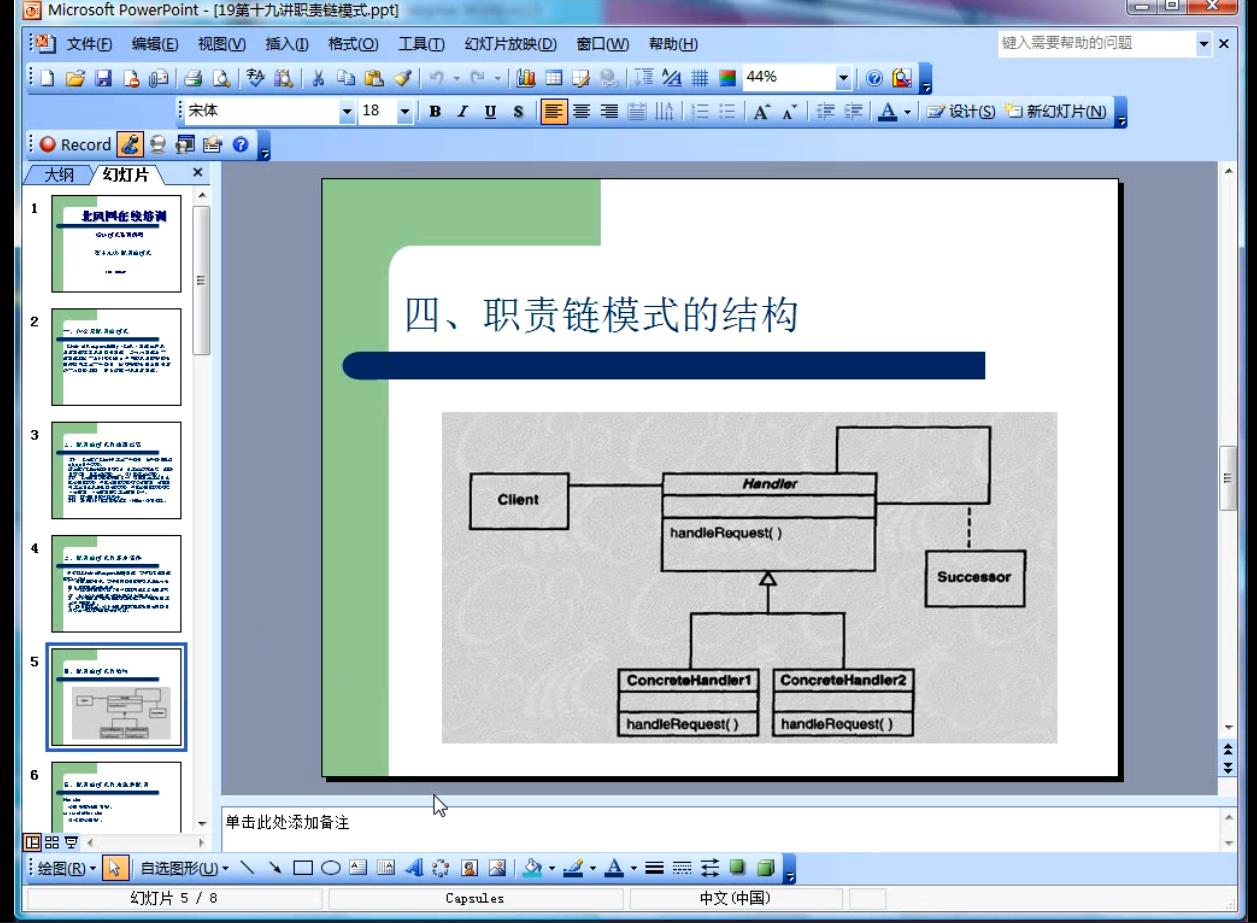 Microsoft PowerPoint - [19第十九讲职责链模式.ppt]
文件(F) 编辑(E) 视图(V) 插入(I) 格式(O) 工具(T) 幻灯片放映(D) 窗口(W) 帮助(H) 键入需要帮助的问题
44%
宋体 18 B I U S 设计(S) 新幻灯片(N)
Record
大纲 幻灯片
1
北风网在线培训
2
3
4
5
6
四、职责链模式的结构
Client
Handler
handleRequest( )
Successor
ConcreteHandler1 ConcreteHandler2
handleRequest( ) handleRequest( )
单击此处添加备注
绘图(R) 自选图形(U)
幻灯片 5 / 8 Capsules 中文(中国)